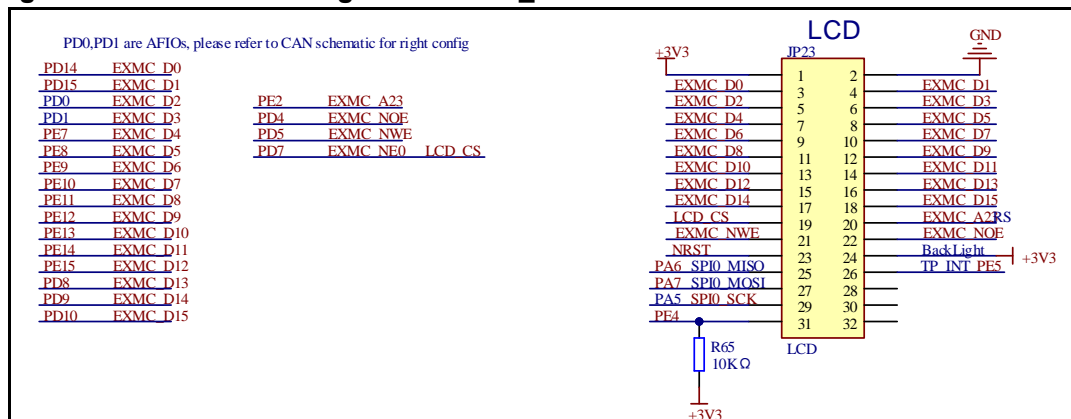 PD0,PD1 are AFIOs, please refer to CAN schematic for right config
PD14 EXMC_D0
PD15 EXMC_D1
PD0 EXMC_D2
PD1 EXMC_D3
PE7 EXMC_D4
PE8 EXMC_D5
PE9 EXMC_D6
PE10 EXMC_D7
PE11 EXMC_D8
PE12 EXMC_D9
PE13 EXMC_D10
PE14 EXMC_D11
PE15 EXMC_D12
PD8 EXMC_D13
PD9 EXMC_D14
PD10 EXMC_D15
PE2 EXMC_A23
PD4 EXMC_NOE
PD5 EXMC_NWE
PD7 EXMC_NE0 LCD_CS
LCD
+3V3 JP23 GND
1 2
EXMC_D0 3 4 EXMC_D1
EXMC_D2 5 6 EXMC_D3
EXMC_D4 7 8 EXMC_D5
EXMC_D6 9 10 EXMC_D7
EXMC_D8 11 12 EXMC_D9
EXMC_D10 13 14 EXMC_D11
EXMC_D12 15 16 EXMC_D13
EXMC_D14 17 18 EXMC_D15
LCD_CS 19 20 EXMC_A23RS
EXMC_NWE 21 22 EXMC_NOE
NRST 23 24 BackLight +3V3
PA6 SPI0_MISO 25 26 TP_INT PE5
PA7 SPI0_MOSI 27 28
PA5 SPI0_SCK 29 30
PE4 31 32
LCD
R65
10KΩ
+3V3